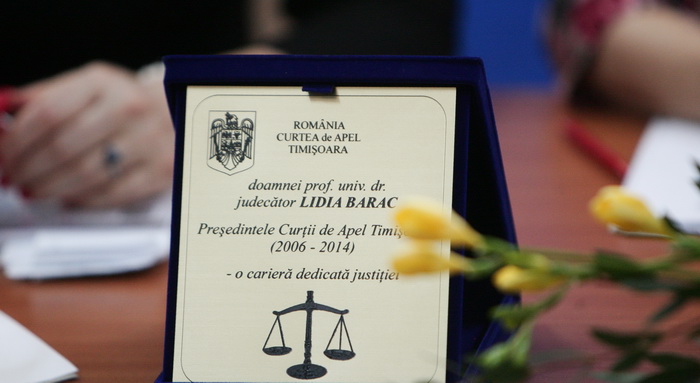 ROMÂNIA
CURTEA de APEL
TIMIȘOARA
doamnei prof. univ. dr.
judecător LIDIA BARAC
Președintele Curții de Apel
(2006 - 2014)
- o carieră dedicată justiției